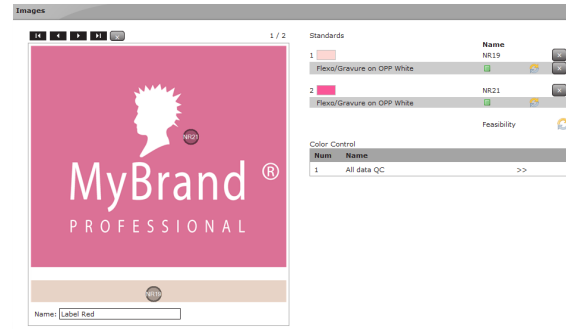 Images
1 / 2
Standards
Name
1
NR19
Flexo/Gravure on OPP White
2
NR21
Flexo/Gravure on OPP White
Feasibility
Color Control
Num Name
1 All data QC >>
NR21
MyBrand ®
PROFESSIONAL
NR19
Name: Label Red